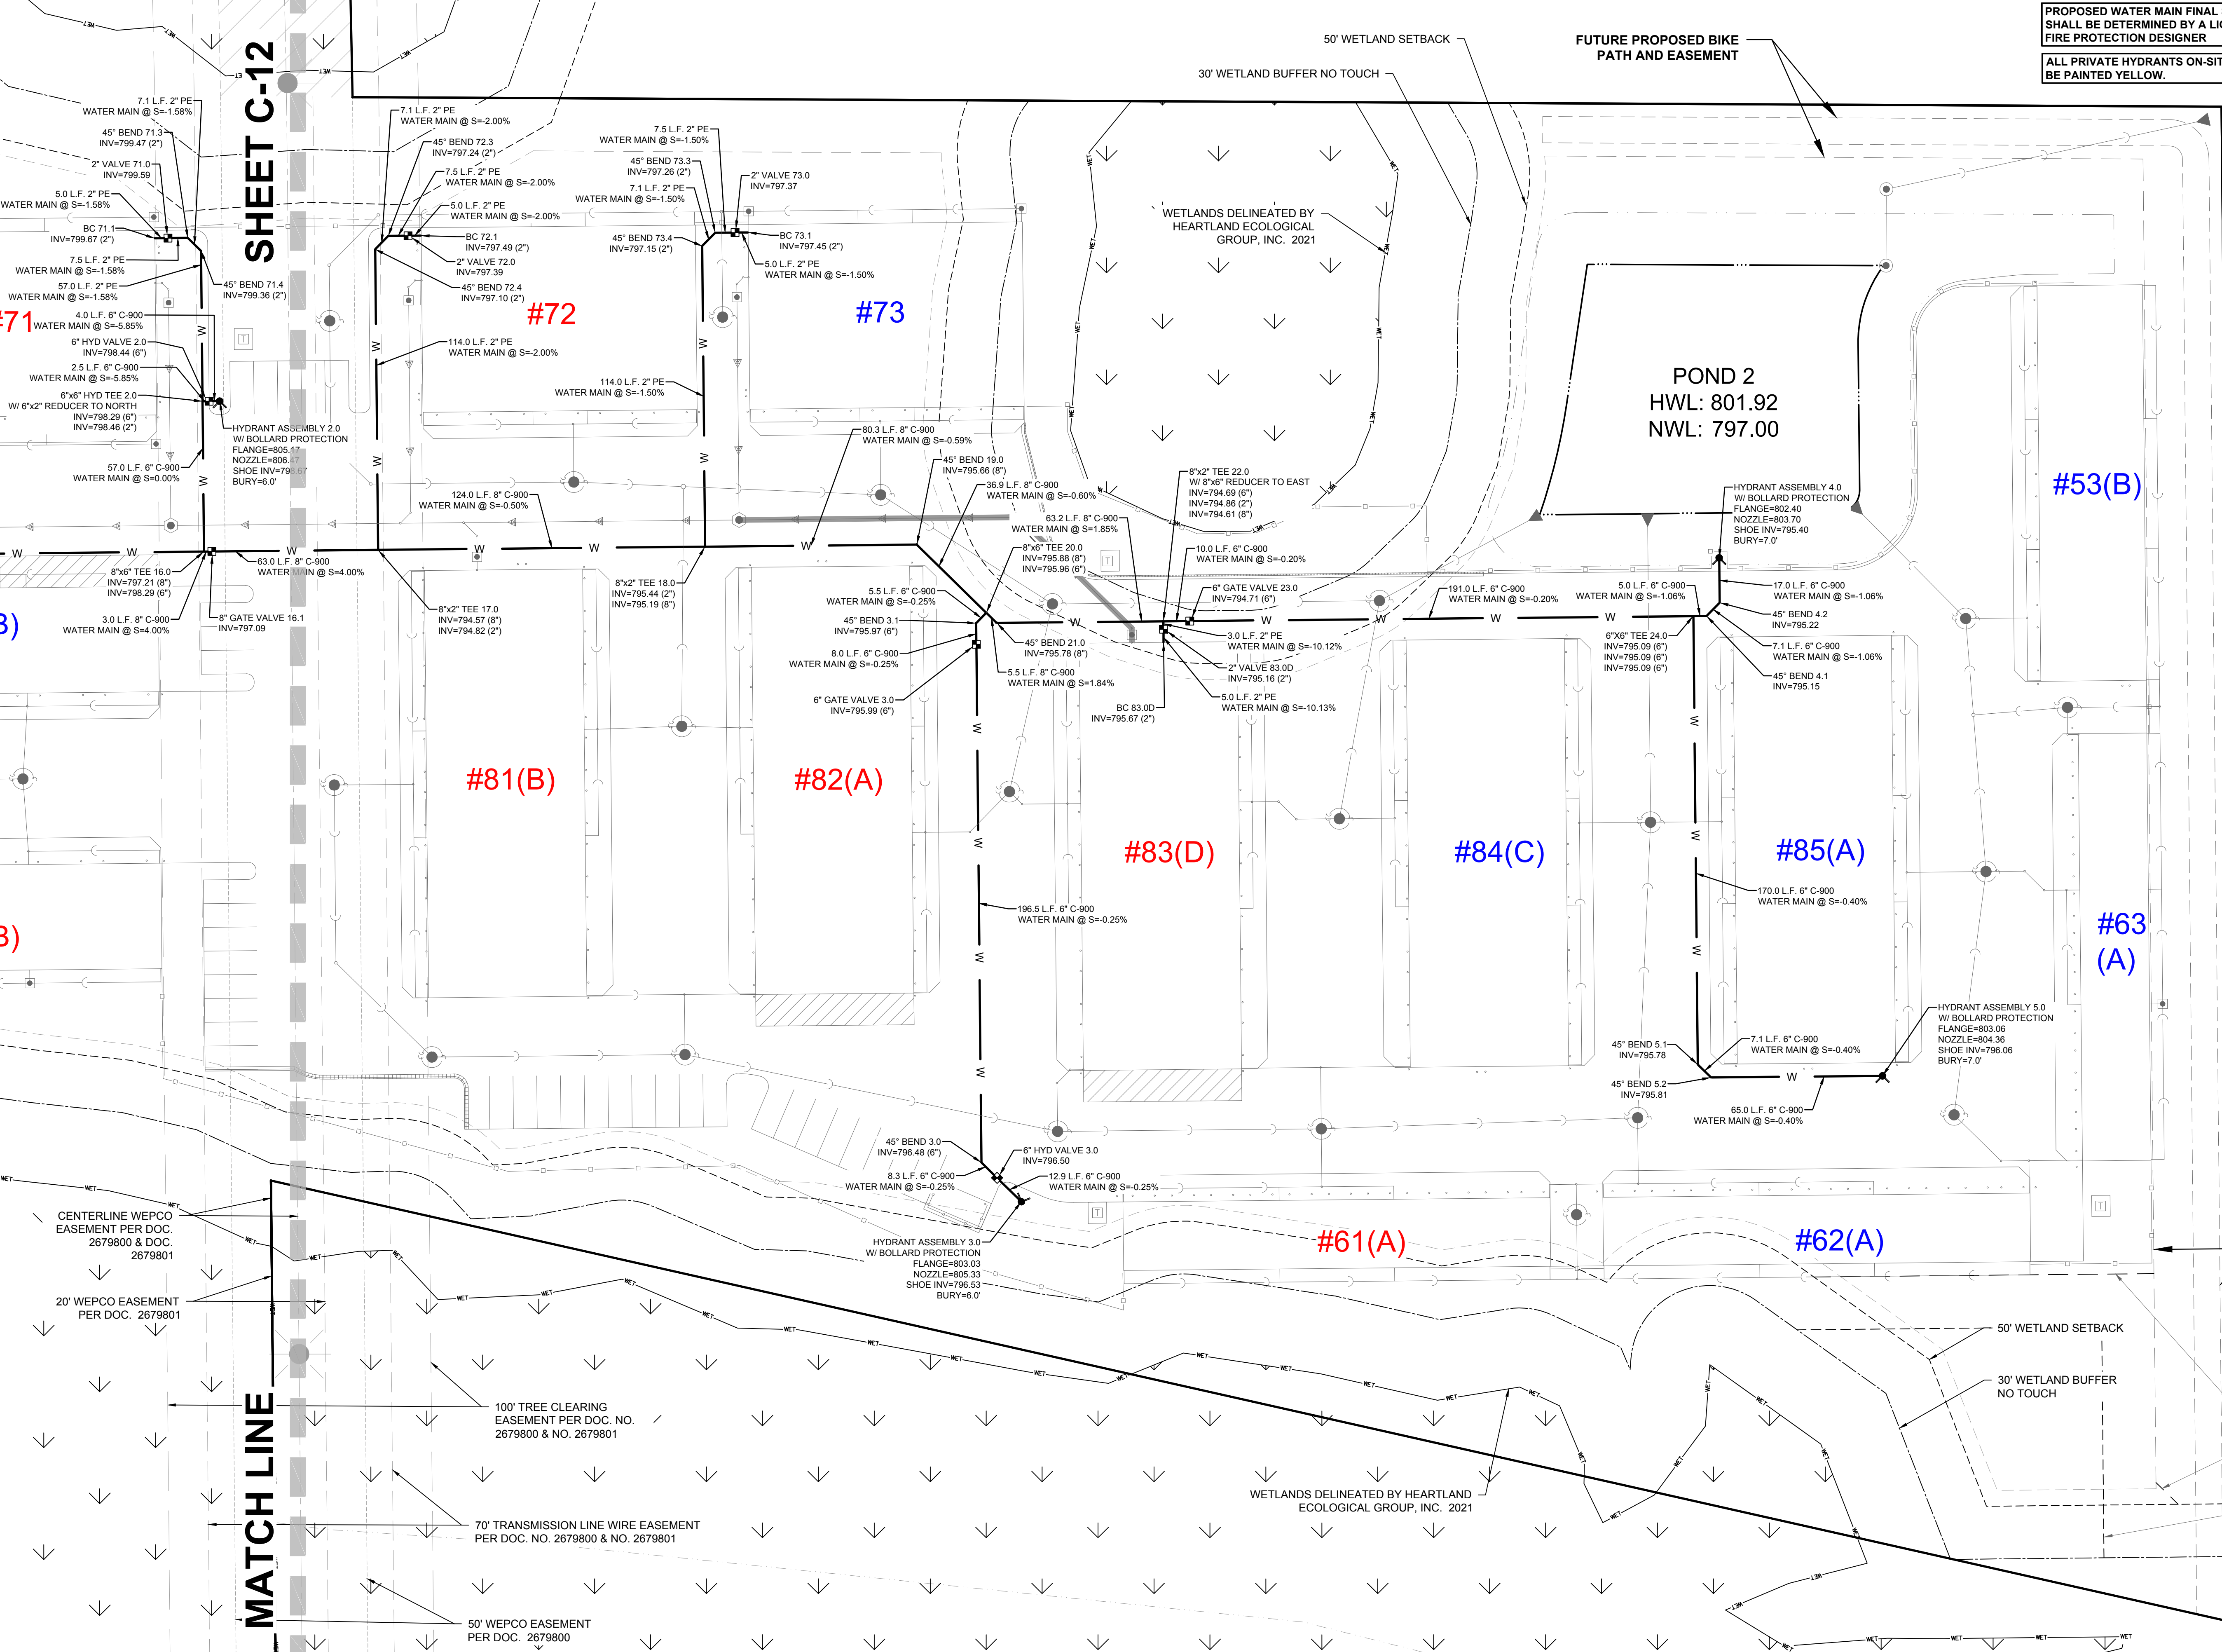 PROPOSED WATER MAIN FINAL
SHALL BE DETERMINED BY A
FIRE PROTECTION DESIGNER
ALL PRIVATE HYDRANTS ON-SIT
BE PAINTED YELLOW.
SHEET C-12
MATCH LINE
50' WETLAND SETBACK
30' WETLAND BUFFER NO TOUCH
FUTURE PROPOSED BIKE
PATH AND EASEMENT
7.1 L.F. 2" PE
WATER MAIN @ S=-1.58%
45° BEND 71.3
INV=799.47 (2")
2" VALVE 71.0
INV=799.59
5.0 L.F. 2" PE
WATER MAIN @ S=-1.58%
BC 71.1
INV=799.67 (2")
7.5 L.F. 2" PE
WATER MAIN @ S=-1.58%
57.0 L.F. 2" PE
WATER MAIN @ S=-1.58%
45° BEND 71.4
INV=799.36 (2")
#71
4.0 L.F. 6" C-900
WATER MAIN @ S=-5.85%
6" HYD VALVE 2.0
INV=798.44 (6")
2.5 L.F. 6" C-900
WATER MAIN @ S=-5.85%
6"x6" HYD TEE 2.0
W/ 6"x2" REDUCER TO NORTH
INV=798.29 (6")
INV=798.46 (2")
HYDRANT ASSEMBLY 2.0
W/ BOLLARD PROTECTION
FLANGE=805.17
NOZZLE=806.47
SHOE INV=798.67
BURY=6.0'
57.0 L.F. 6" C-900
WATER MAIN @ S=0.00%
7.1 L.F. 2" PE
WATER MAIN @ S=-2.00%
45° BEND 72.3
INV=797.24 (2")
7.5 L.F. 2" PE
WATER MAIN @ S=-2.00%
5.0 L.F. 2" PE
WATER MAIN @ S=-2.00%
BC 72.1
INV=797.49 (2")
2" VALVE 72.0
INV=797.39
45° BEND 72.4
INV=797.10 (2")
#72
114.0 L.F. 2" PE
WATER MAIN @ S=-2.00%
7.5 L.F. 2" PE
WATER MAIN @ S=-1.50%
45° BEND 73.3
INV=797.26 (2")
7.1 L.F. 2" PE
WATER MAIN @ S=-1.50%
2" VALVE 73.0
INV=797.37
45° BEND 73.4
INV=797.15 (2")
BC 73.1
INV=797.45 (2")
5.0 L.F. 2" PE
WATER MAIN @ S=-1.50%
#73
114.0 L.F. 2" PE
WATER MAIN @ S=-1.50%
WETLANDS DELINEATED BY
HEARTLAND ECOLOGICAL
GROUP, INC. 2021
POND 2
HWL: 801.92
NWL: 797.00
#53(B)
80.3 L.F. 8" C-900
WATER MAIN @ S=-0.59%
45° BEND 19.0
INV=795.66 (8")
36.9 L.F. 8" C-900
WATER MAIN @ S=-0.60%
63.2 L.F. 8" C-900
WATER MAIN @ S=1.85%
8"x2" TEE 22.0
W/ 8"x6" REDUCER TO EAST
INV=794.69 (6")
INV=794.86 (2")
INV=794.61 (8")
124.0 L.F. 8" C-900
WATER MAIN @ S=-0.50%
HYDRANT ASSEMBLY 4.0
W/ BOLLARD PROTECTION
FLANGE=802.40
NOZZLE=803.70
SHOE INV=795.40
BURY=7.0'
8"x6" TEE 20.0
INV=795.88 (8")
INV=795.96 (6")
10.0 L.F. 6" C-900
WATER MAIN @ S=-0.20%
8"x6" TEE 16.0
INV=797.21 (8")
INV=798.29 (6")
63.0 L.F. 8" C-900
WATER MAIN @ S=4.00%
3.0 L.F. 8" C-900
WATER MAIN @ S=4.00%
8" GATE VALVE 16.1
INV=797.09
8"x2" TEE 17.0
INV=794.57 (8")
INV=794.82 (2")
8"x2" TEE 18.0
INV=795.44 (2")
INV=795.19 (8")
5.5 L.F. 6" C-900
WATER MAIN @ S=-0.25%
45° BEND 3.1
INV=795.97 (6")
8.0 L.F. 6" C-900
WATER MAIN @ S=-0.25%
6" GATE VALVE 3.0
INV=795.99 (6")
45° BEND 21.0
INV=795.78 (8")
5.5 L.F. 8" C-900
WATER MAIN @ S=1.84%
6" GATE VALVE 23.0
INV=794.71 (6")
3.0 L.F. 2" PE
WATER MAIN @ S=-10.12%
2" VALVE 83.0D
INV=795.16 (2")
5.0 L.F. 2" PE
WATER MAIN @ S=-10.13%
BC 83.0D
INV=795.67 (2")
191.0 L.F. 6" C-900
WATER MAIN @ S=-0.20%
5.0 L.F. 6" C-900
WATER MAIN @ S=-1.06%
17.0 L.F. 6" C-900
WATER MAIN @ S=-1.06%
45° BEND 4.2
INV=795.22
6"X6" TEE 24.0
INV=795.09 (6")
INV=795.09 (6")
INV=795.09 (6")
7.1 L.F. 6" C-900
WATER MAIN @ S=-1.06%
45° BEND 4.1
INV=795.15
#81(B)
#82(A)
#83(D)
#84(C)
#85(A)
#63
(A)
196.5 L.F. 6" C-900
WATER MAIN @ S=-0.25%
170.0 L.F. 6" C-900
WATER MAIN @ S=-0.40%
45° BEND 5.1
INV=795.78
7.1 L.F. 6" C-900
WATER MAIN @ S=-0.40%
45° BEND 5.2
INV=795.81
65.0 L.F. 6" C-900
WATER MAIN @ S=-0.40%
HYDRANT ASSEMBLY 5.0
W/ BOLLARD PROTECTION
FLANGE=803.06
NOZZLE=804.36
SHOE INV=796.06
BURY=7.0'
45° BEND 3.0
INV=796.48 (6")
6" HYD VALVE 3.0
INV=796.50
8.3 L.F. 6" C-900
WATER MAIN @ S=-0.25%
12.9 L.F. 6" C-900
WATER MAIN @ S=-0.25%
HYDRANT ASSEMBLY 3.0
W/ BOLLARD PROTECTION
FLANGE=803.03
NOZZLE=805.33
SHOE INV=796.53
BURY=6.0'
#61(A)
#62(A)
CENTERLINE WEPCO
EASEMENT PER DOC.
2679800 & DOC.
2679801
20' WEPCO EASEMENT
PER DOC. 2679801
100' TREE CLEARING
EASEMENT PER DOC. NO.
2679800 & NO. 2679801
70' TRANSMISSION LINE WIRE EASEMENT
PER DOC. NO. 2679800 & NO. 2679801
50' WEPCO EASEMENT
PER DOC. 2679800
WETLANDS DELINEATED BY HEARTLAND
ECOLOGICAL GROUP, INC. 2021
50' WETLAND SETBACK
30' WETLAND BUFFER
NO TOUCH